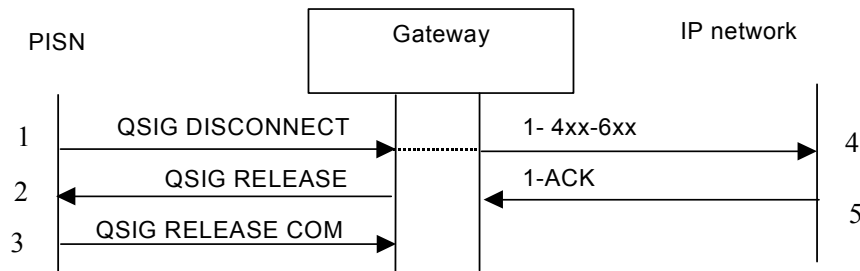 PISN
Gateway
IP network
1 QSIG DISCONNECT 1- 4xx-6xx 4
2 QSIG RELEASE 1-ACK 5
3 QSIG RELEASE COM